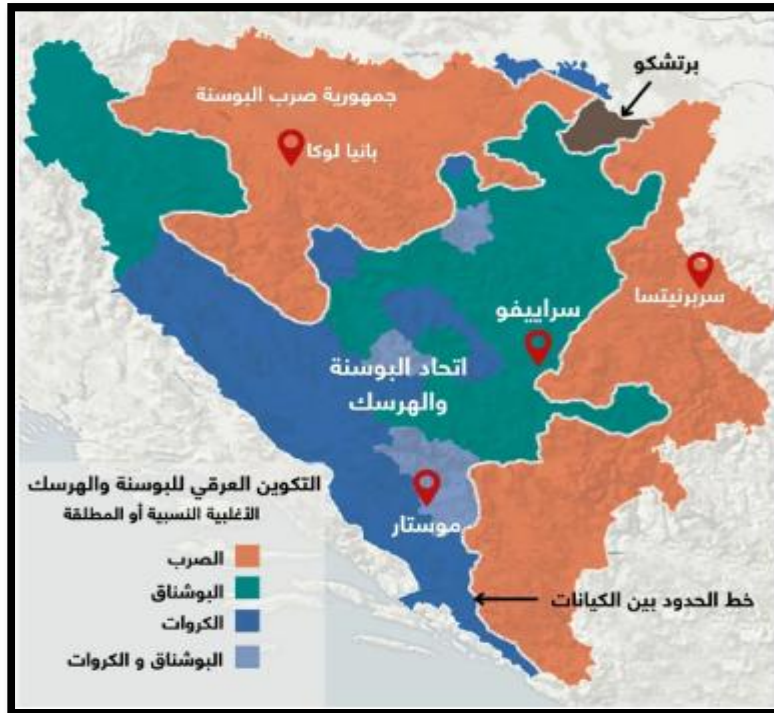 برتشكو
جمهورية صرب البوسنة
بانيا لوكا
سربرنيتسا
سراييفو
اتحاد البوسنة
والهرسك
موستار
التكوين العرقي للبوسنة والهرسك
الأغلبية النسبية أو المطلقة
الصرب
البوشناق
الكروات
البوشناق و الكروات
خط الحدود بين الكيانات